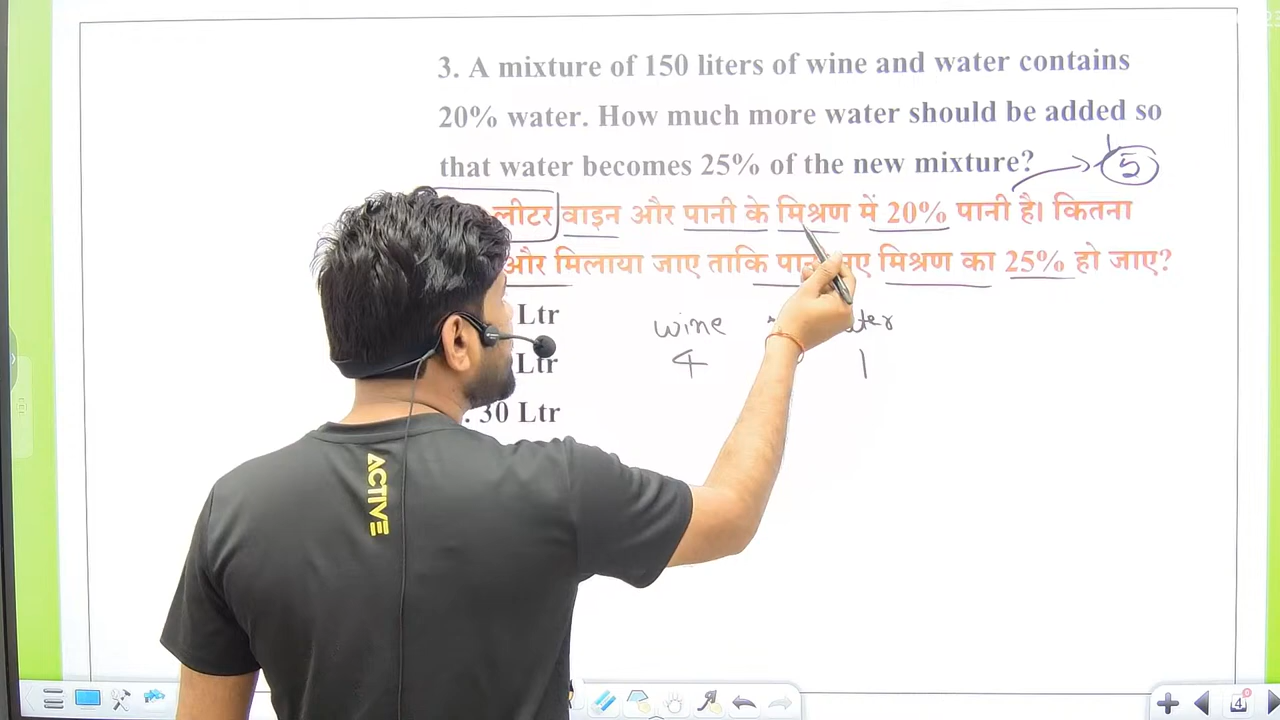 3. A mixture of 150 liters of wine and water contains
20% water. How much more water should be added so
that water becomes 25% of the new mixture?
5
लीटर वाइन और पानी के मिश्रण में 20% पानी है। कितना
और मिलाया जाए ताकि मिश्रण का 25% हो जाए?
Ltr
wine
Ltr
4 1
30 Ltr
ACTIVE
4